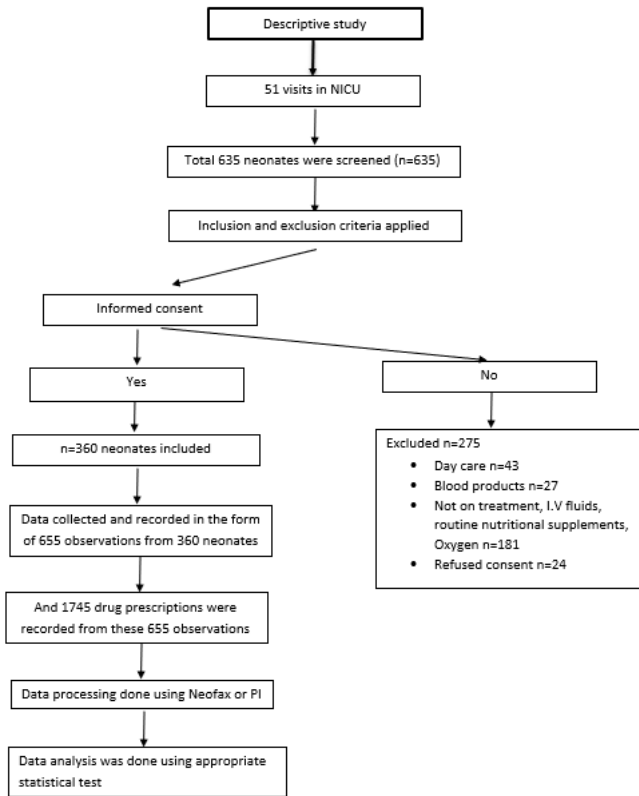 Descriptive study
51 visits in NICU
Total 635 neonates were screened (n=635)
Inclusion and exclusion criteria applied
Informed consent
Yes
No
n=360 neonates included
Data collected and recorded in the form
of 655 observations from 360 neonates
And 1745 drug prescriptions were
recorded from these 655 observations
Data processing done using Neofax or PI
Data analysis was done using appropriate
statistical test
Excluded n=275
• Day care n=43
• Blood products n=27
• Not on treatment, I.V fluids,
routine nutritional supplements,
Oxygen n=181
• Refused consent n=24